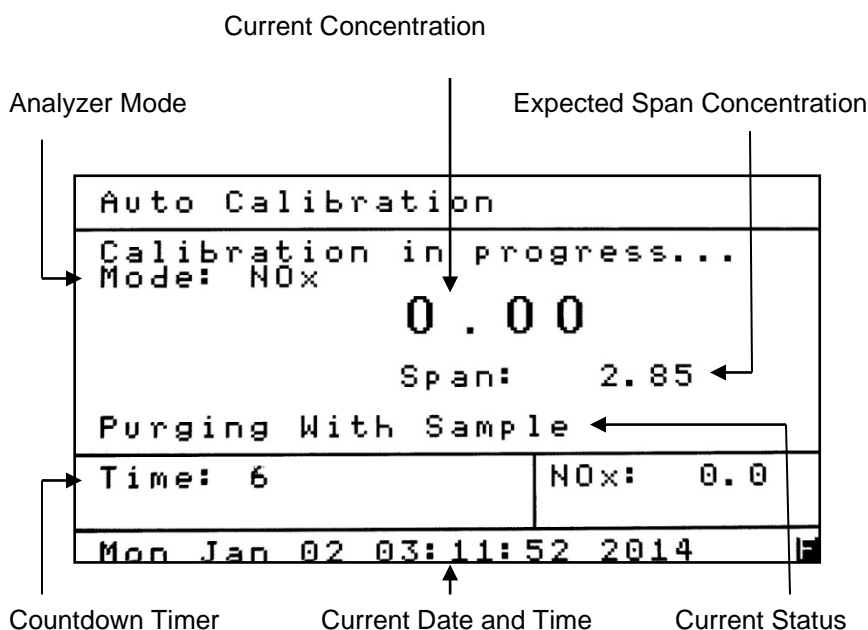 Current Concentration
Analyzer Mode
Expected Span Concentration
Auto Calibration
Calibration in progress...
Mode: NOx
0.00
Span: 2.85
Purging With Sample
Time: 6
NOx: 0.0
Mon Jan 02 03:11:52 2014
Countdown Timer
Current Date and Time
Current Status